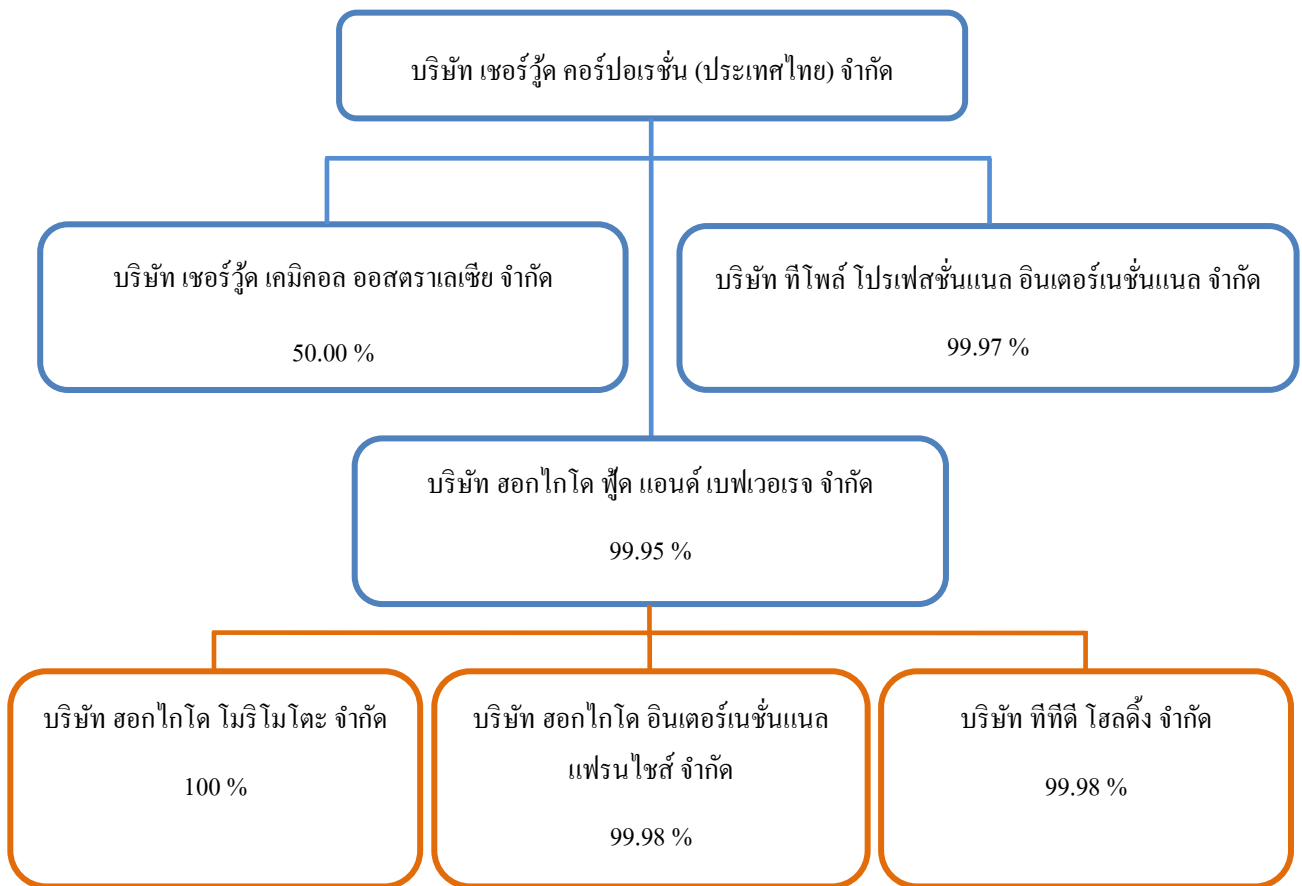 บริษัท เชอร์วู้ด คอร์ปอเรชั่น (ประเทศไทย) จำกัด
บริษัท เชอร์วู้ด เคมิคอล ออสตราเลเซีย จำกัด
50.00 %
บริษัท ทีโพล์ โปรเฟสชั่นแนล อินเตอร์เนชั่นแนล จำกัด
99.97 %
บริษัท ฮอกไกโด ฟู้ด แอนด์ เบฟเวอเรจ จำกัด
99.95 %
บริษัท ฮอกไกโด โมริโมโตะ จำกัด
100 %
บริษัท ฮอกไกโด อินเตอร์เนชั่นแนล
แฟรนไชส์ จำกัด
99.98 %
บริษัท ทีทีดี โฮลดิ้ง จำกัด
99.98 %